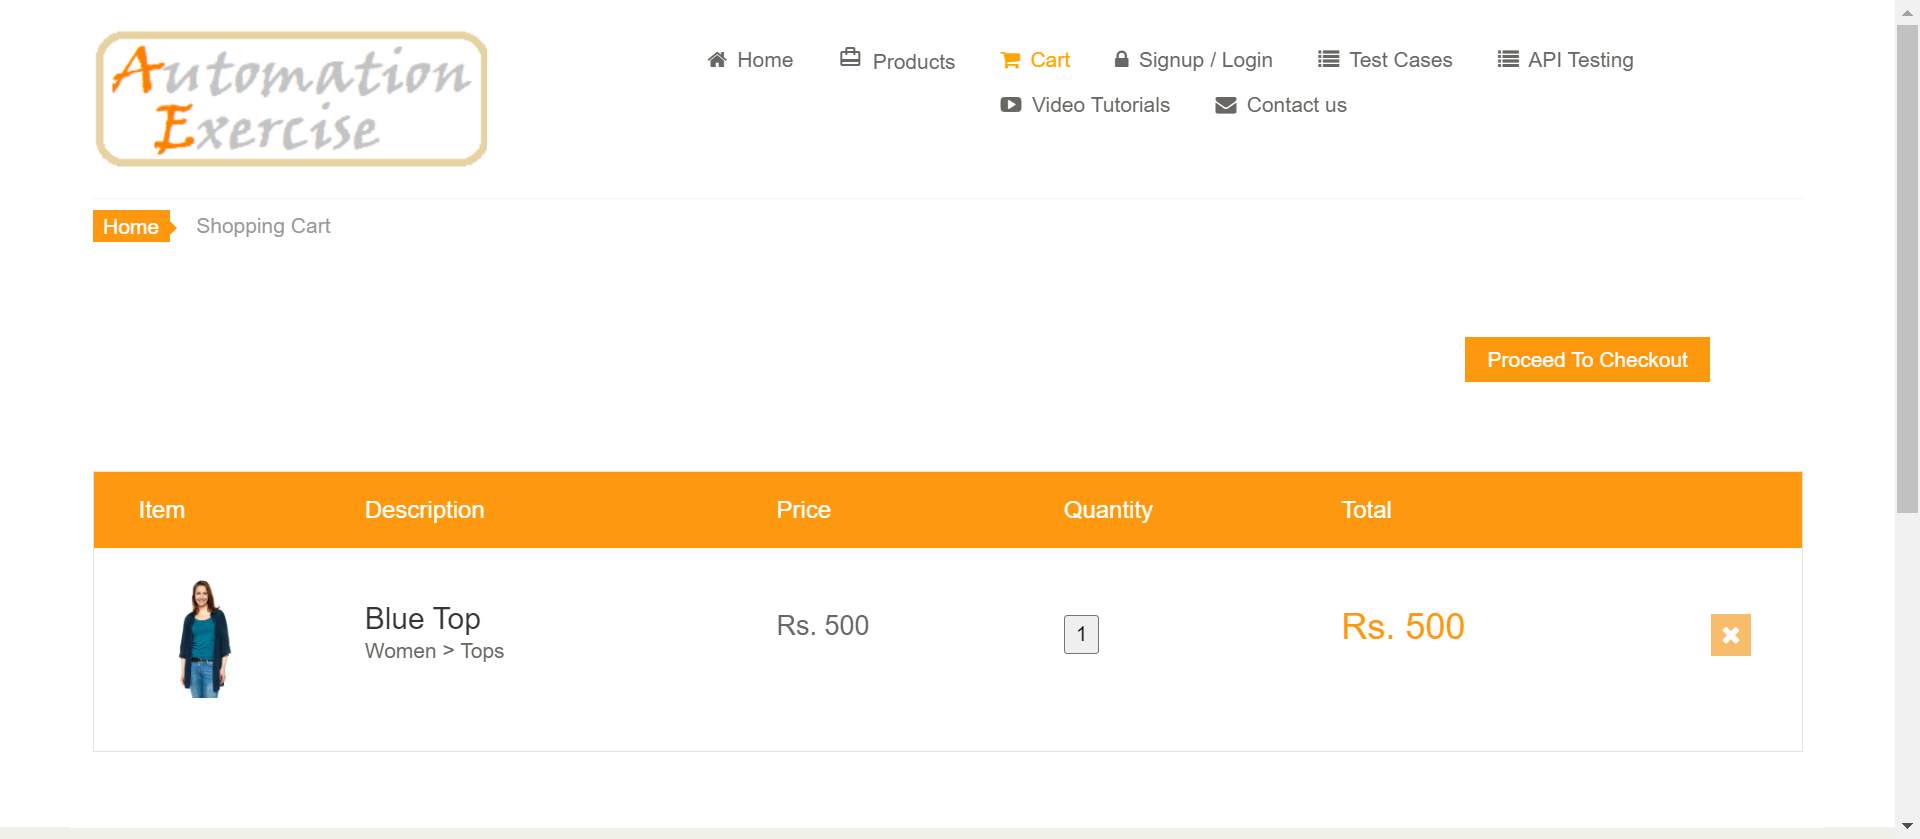 Automation
Exercise
Home Products Cart Signup / Login Test Cases API Testing
Video Tutorials Contact us
Home Shopping Cart
Proceed To Checkout
Item Description Price Quantity Total
Blue Top Rs. 500 1 Rs. 500
Women > Tops